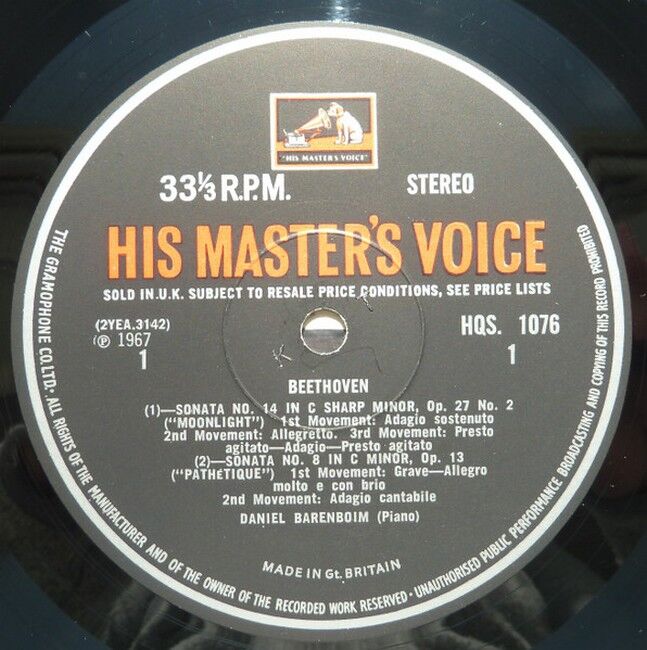 "HIS MASTER'S VOICE"
33⅓ R.P.M. STEREO
HIS MASTER'S VOICE
SOLD IN U.K. SUBJECT TO RESALE PRICE CONDITIONS, SEE PRICE LISTS
(2YEA.3142) HQS. 1076
℗ 1967
1 1
K
K
BEETHOVEN
(1)—SONATA NO. 14 IN C SHARP MINOR, Op. 27 No. 2
("MOONLIGHT") 1st Movement: Adagio sostenuto
2nd Movement: Allegretto. 3rd Movement: Presto
agitato—Adagio—Presto agitato
(2)—SONATA NO. 8 IN C MINOR, Op. 13
("PATHÉTIQUE") 1st Movement: Grave—Allegro
molto e con brio
2nd Movement: Adagio cantabile
DANIEL BARENBOIM (Piano)
MADE IN Gt. BRITAIN
THE GRAMOPHONE CO. LTD· ALL RIGHTS OF THE MANUFACTURER AND OF THE OWNER OF THE RECORDED WORK RESERVED · UNAUTHORISED PUBLIC PERFORMANCE BROADCASTING AND COPYING OF THIS RECORD PROHIBITED